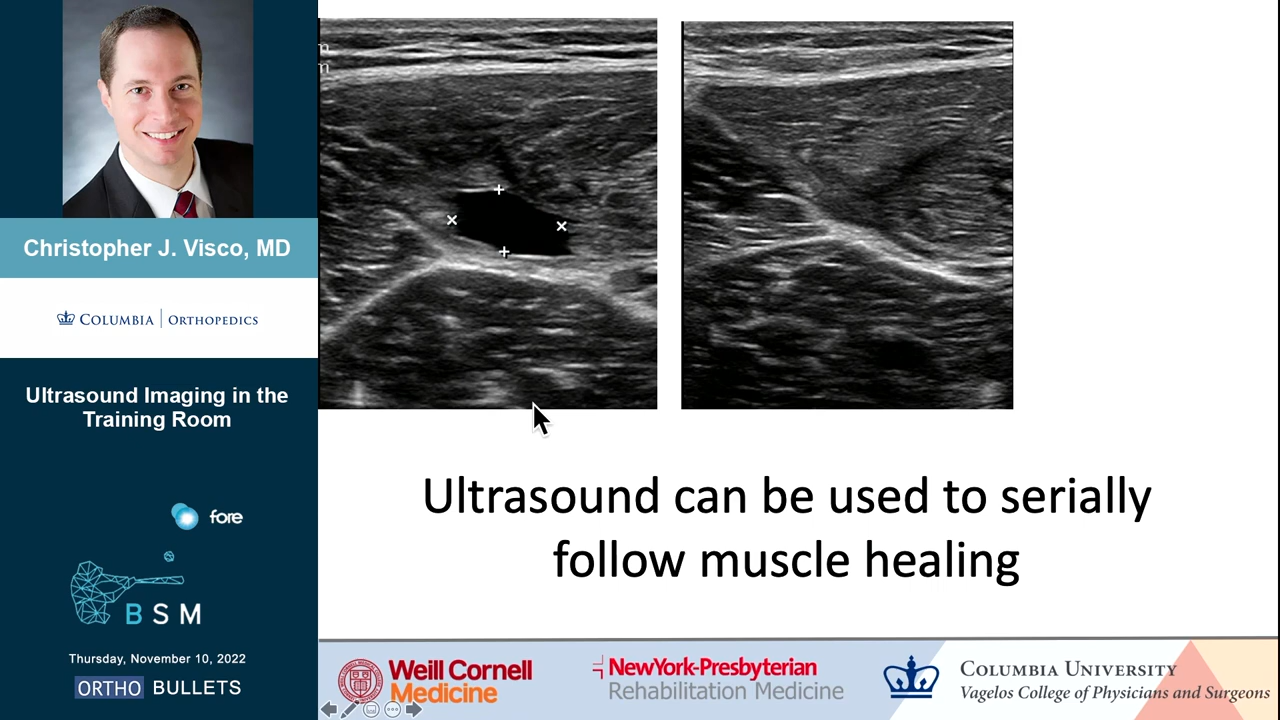 Christopher J. Visco, MD
COLUMBIA | ORTHOPEDICS
Ultrasound Imaging in the
Training Room
fore
BSM
Thursday, November 10, 2022
ORTHO BULLETS
m
m
Ultrasound can be used to serially
follow muscle healing
Weill Cornell
Medicine
NewYork-Presbyterian
Rehabilitation Medicine
COLUMBIA UNIVERSITY
Vagelos College of Physicians and Surgeons